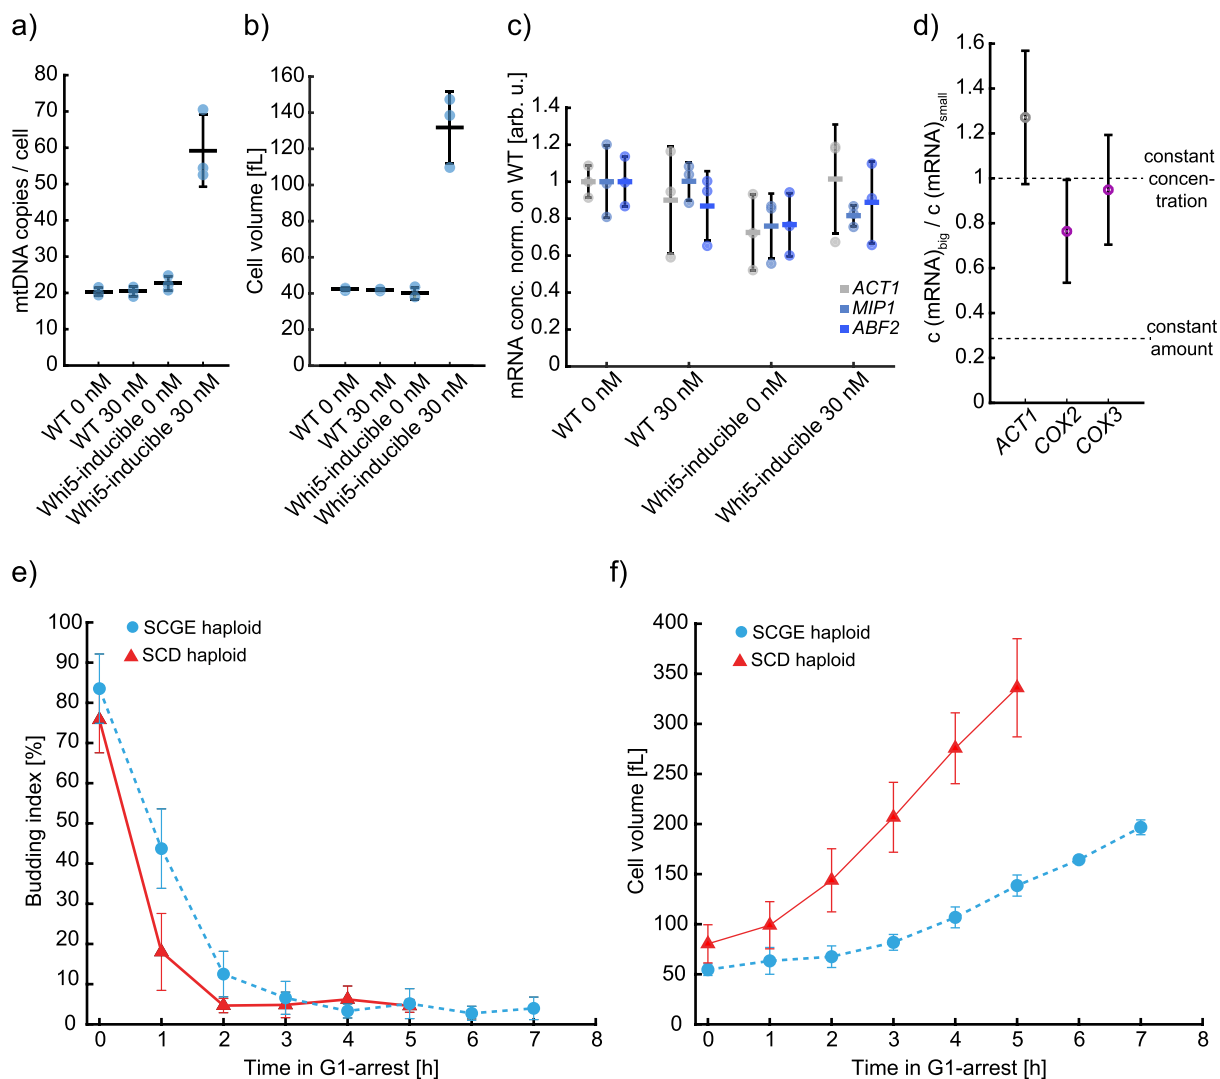 a)
mtDNA copies / cell
80
70
60
50
40
30
20
10
0
WT 0 nM
WT 30 nM
Whi5-inducible 0 nM
Whi5-inducible 30 nM
b)
Cell volume [fL]
160
140
120
100
80
60
40
20
0
WT 0 nM
WT 30 nM
Whi5-inducible 0 nM
Whi5-inducible 30 nM
c)
mRNA conc. norm. on WT [arb. u.]
1.4
1.2
1
0.8
0.6
0.4
0.2
0
ACT1
MIP1
ABF2
WT 0 nM
WT 30 nM
Whi5-inducible 0 nM
Whi5-inducible 30 nM
d)
c (mRNA)big / c (mRNA)small
1.6
1.4
1.2
1
0.8
0.6
0.4
0.2
0
constant
concen-
tration
constant
amount
ACT1
COX2
COX3
e)
Budding index [%]
100
90
80
70
60
50
40
30
20
10
0
SCGE haploid
SCD haploid
0 1 2 3 4 5 6 7 8
Time in G1-arrest [h]
f)
Cell volume [fL]
400
350
300
250
200
150
100
50
0
SCGE haploid
SCD haploid
0 1 2 3 4 5 6 7 8
Time in G1-arrest [h]